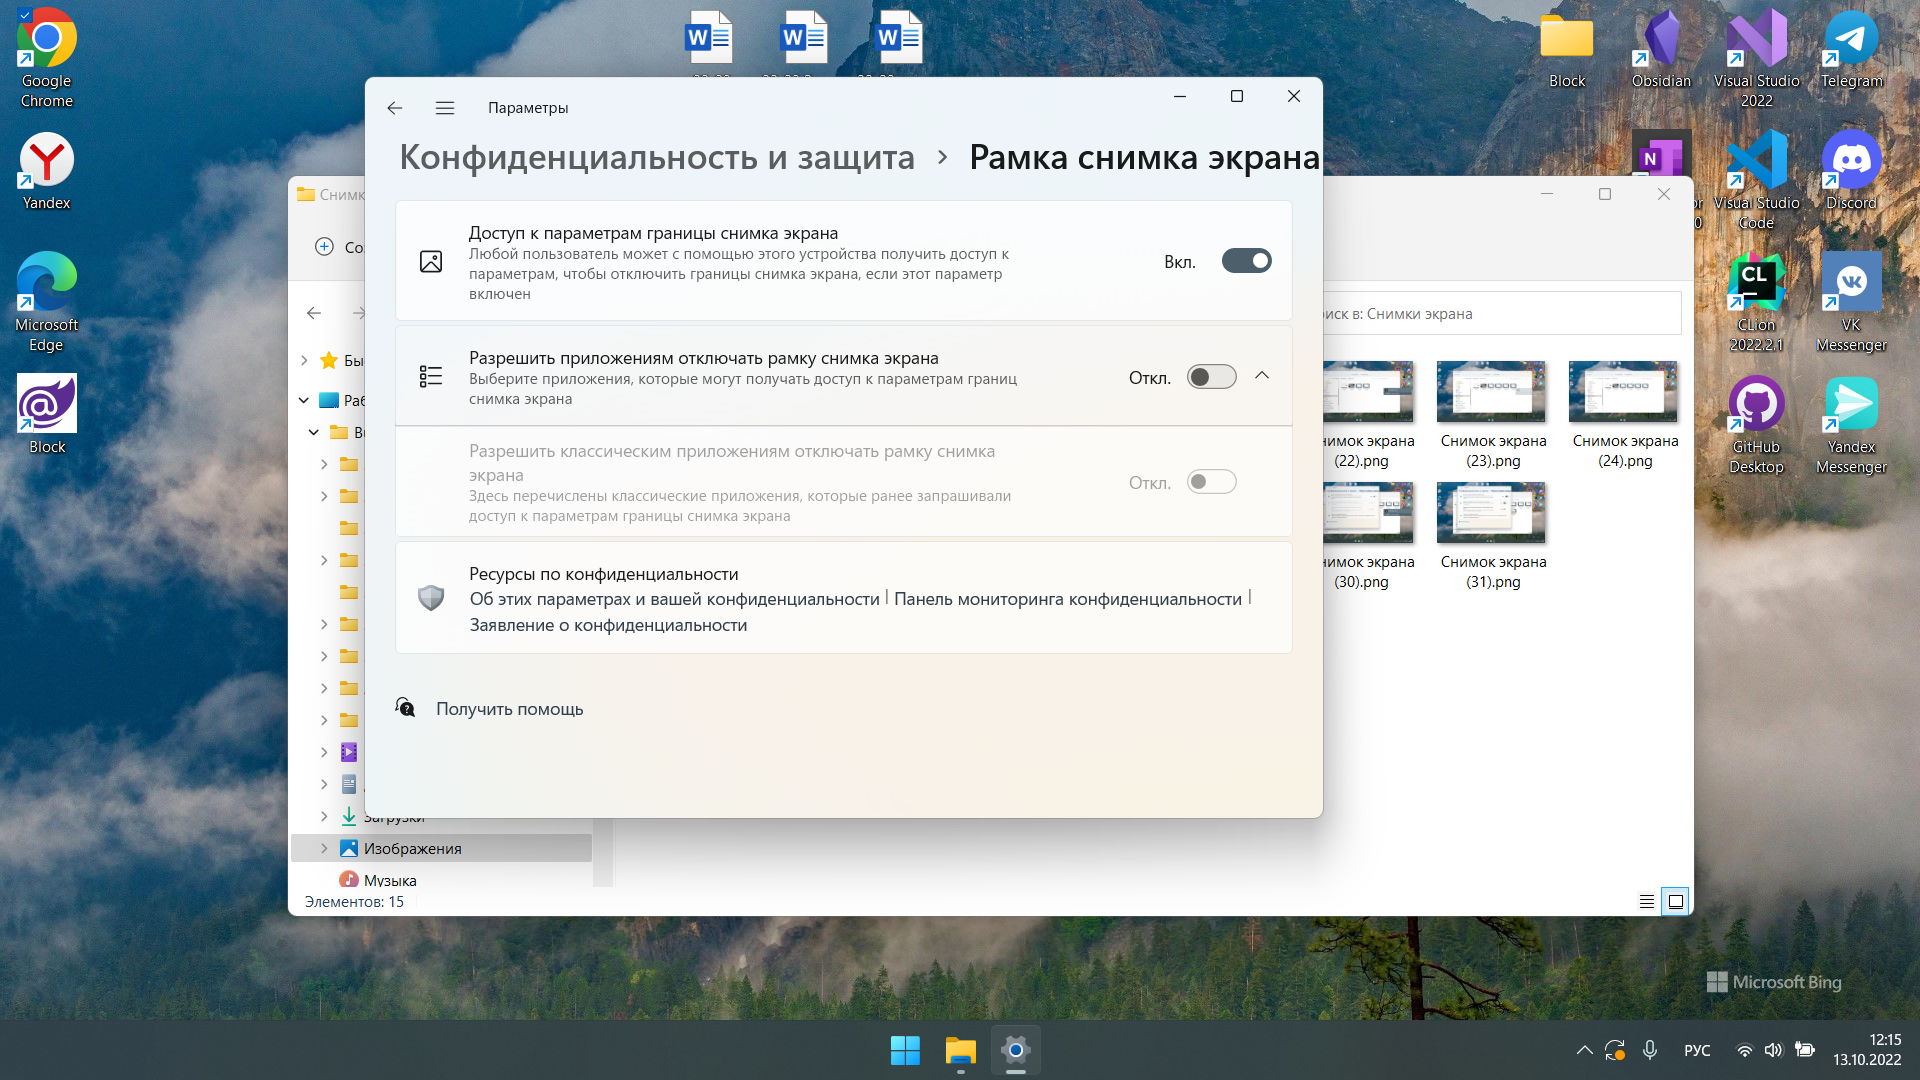 Google
Chrome
Yandex
Microsoft
Edge
Block
Block
Obsidian
Visual Studio
2022
Telegram
Visual Studio
Code
Discord
CLion
2022.2.1
VK
Messenger
GitHub
Desktop
Yandex
Messenger
Параметры
Конфиденциальность и защита › Рамка снимка экрана
Доступ к параметрам границы снимка экрана
Любой пользователь может с помощью этого устройства получить доступ к
параметрам, чтобы отключить границы снимка экрана, если этот параметр
включен
Вкл.
Разрешить приложениям отключать рамку снимка экрана
Выберите приложения, которые могут получать доступ к параметрам границ
снимка экрана
Откл.
Разрешить классическим приложениям отключать рамку снимка
экрана
Здесь перечислены классические приложения, которые ранее запрашивали
доступ к параметрам границы снимка экрана
Откл.
Ресурсы по конфиденциальности
Об этих параметрах и вашей конфиденциальности | Панель мониторинга конфиденциальности |
Заявление о конфиденциальности
Получить помощь
Снимк
Со
иск в: Снимки экрана
Бы
Раб
В
Загрузки
Изображения
Музыка
Элементов: 15
нимок экрана
(22).png
Снимок экрана
(23).png
Снимок экрана
(24).png
нимок экрана
(30).png
Снимок экрана
(31).png
Microsoft Bing
РУС
12:15
13.10.2022